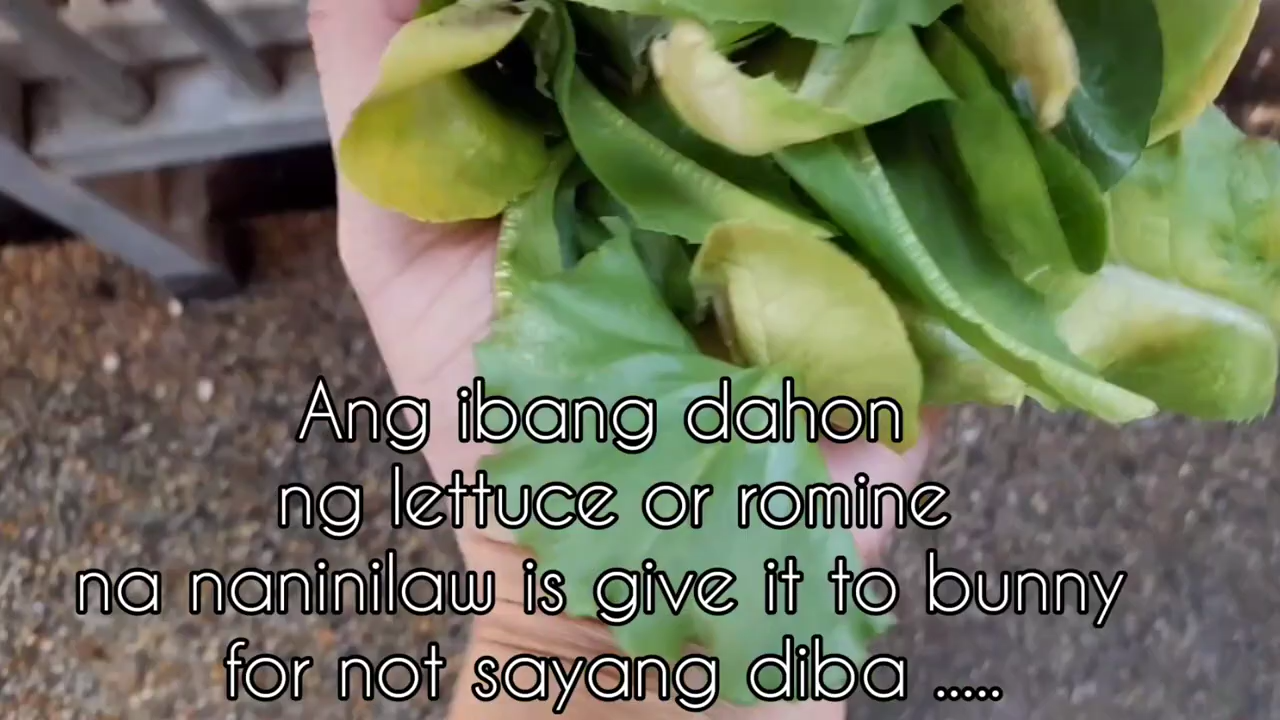 Ang ibang dahon
ng lettuce or romine
na naninilaw is give it to bunny
for not sayang diba .....